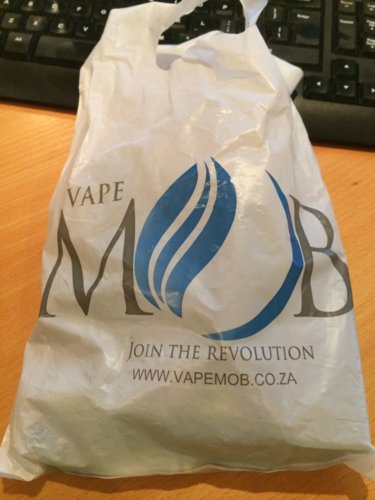 VAPE
MOB
JOIN THE REVOLUTION
WWW.VAPEMOB.CO.ZA